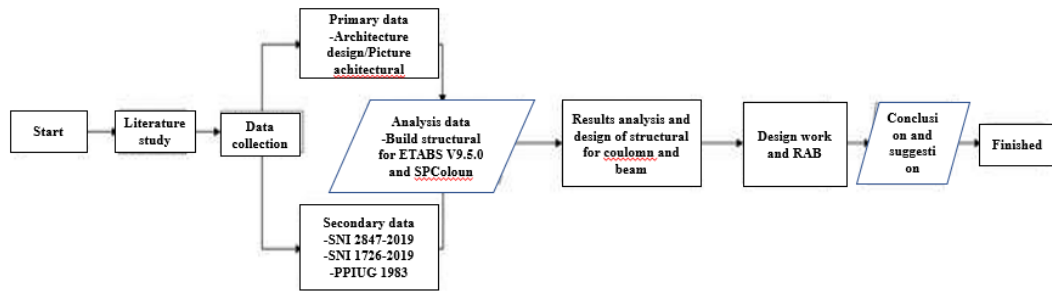 Start
Literature
study
Data
collection
Primary data
-Architecture
design/Picture
achitectural
Secondary data
-SNI 2847-2019
-SNI 1726-2019
-PPIUG 1983
Analysis data
-Build structural
for ETABS V9.5.0
and SPColoun
Results analysis and
design of structural
for coulomn and
beam
Design work
and RAB
Conclusi
on and
suggesti
on
Finished